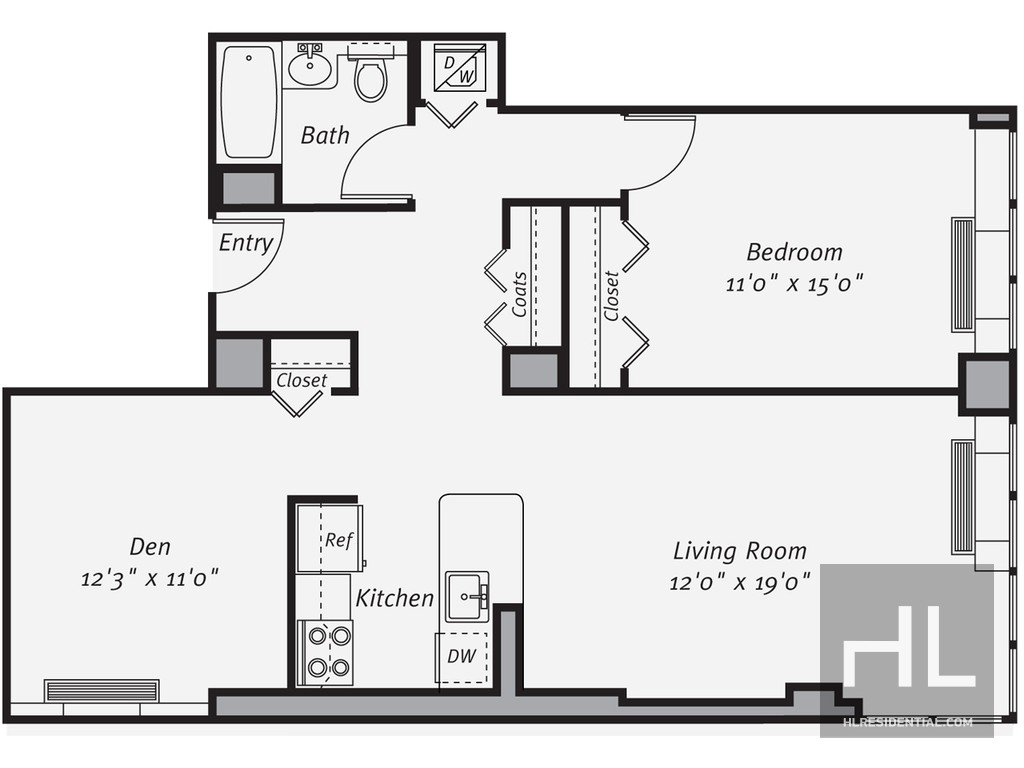 D
W
Bath
Entry
Bedroom
11'0" x 15'0"
Coats
Closet
Closet
Den
12'3" x 11'0"
Ref
Kitchen
DW
Living Room
12'0" x 19'0"
HL
HLRESIDENTIAL.COM